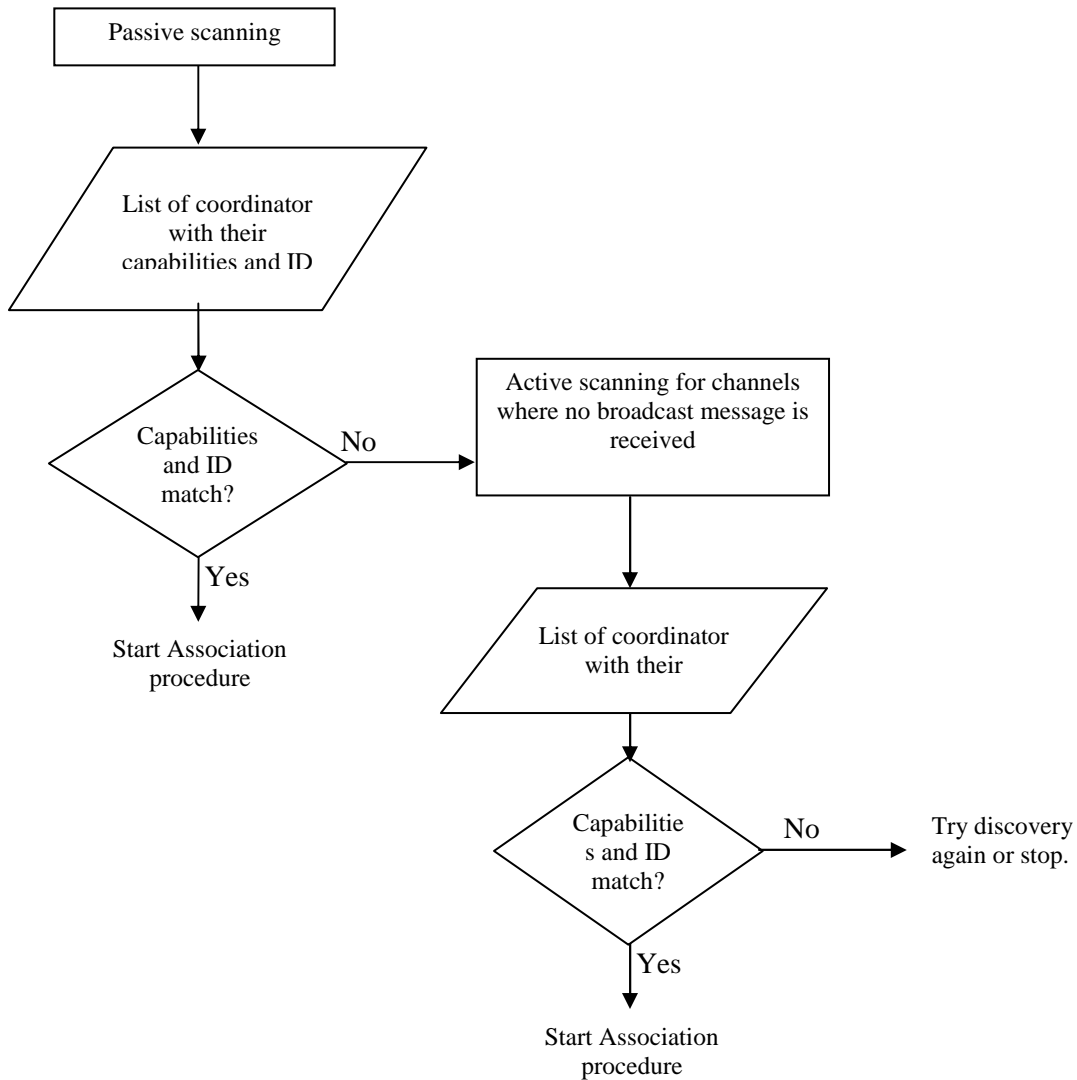 Passive scanning
List of coordinator
with their
capabilities and ID
Capabilities
and ID
match?
No
Active scanning for channels
where no broadcast message is
received
Yes
Start Association
procedure
List of coordinator
with their
Capabilitie
s and ID
match?
No
Try discovery
again or stop.
Yes
Start Association
procedure